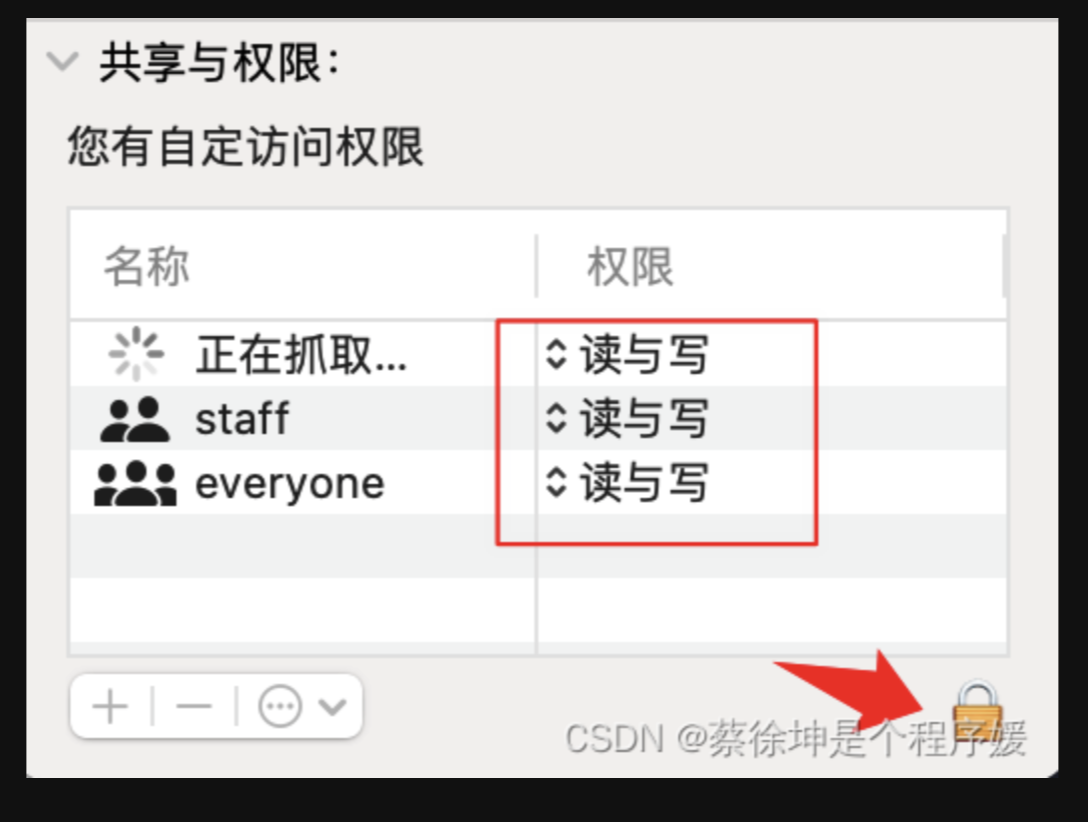 共享与权限：
您有自定访问权限
名称 权限
正在抓取... 读与写
staff 读与写
everyone 读与写
CSDN @蔡徐坤是个程序媛